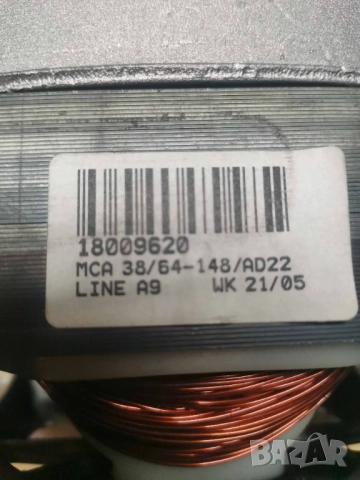 18009620
MCA 38/64-148/AD22
LINE A9 WK 21/05
BAZAR